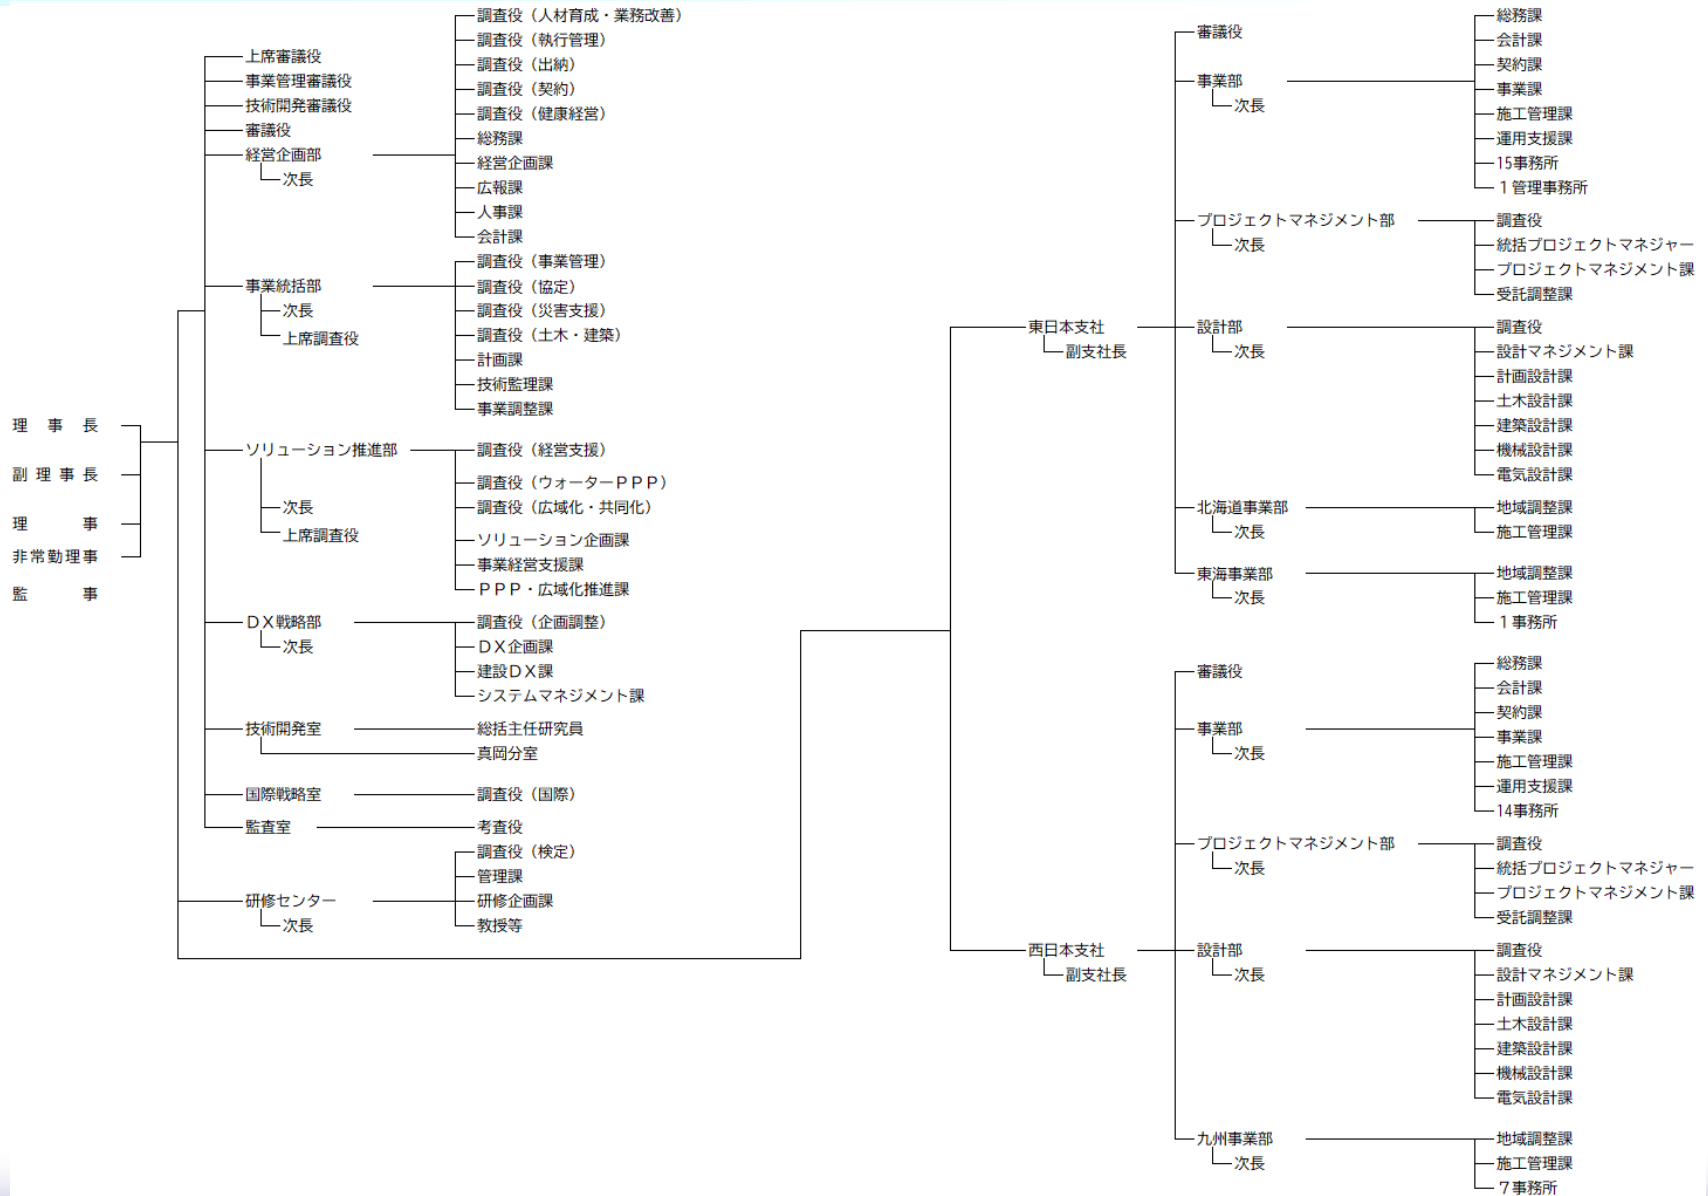 理事長
副理事長
理事
非常勤理事
監事
上席審議役
事業管理審議役
技術開発審議役
審議役
経営企画部
次長
調査役（人材育成・業務改善）
調査役（執行管理）
調査役（出納）
調査役（契約）
調査役（健康経営）
総務課
経営企画課
広報課
人事課
会計課
事業統括部
次長
上席調査役
調査役（事業管理）
調査役（協定）
調査役（災害支援）
調査役（土木・建築）
計画課
技術監理課
事業調整課
ソリューション推進部
次長
上席調査役
調査役（経営支援）
調査役（ウォーターＰＰＰ）
調査役（広域化・共同化）
ソリューション企画課
事業経営支援課
ＰＰＰ・広域化推進課
ＤＸ戦略部
次長
調査役（企画調整）
ＤＸ企画課
建設ＤＸ課
システムマネジメント課
技術開発室
総括主任研究員
真岡分室
国際戦略室
調査役（国際）
監査室
考査役
研修センター
次長
調査役（検定）
管理課
研修企画課
教授等
東日本支社
副支社長
審議役
事業部
次長
総務課
会計課
契約課
事業課
施工管理課
運用支援課
15事務所
１管理事務所
プロジェクトマネジメント部
次長
調査役
統括プロジェクトマネジャー
プロジェクトマネジメント課
受託調整課
設計部
次長
調査役
設計マネジメント課
計画設計課
土木設計課
建築設計課
機械設計課
電気設計課
北海道事業部
次長
地域調整課
施工管理課
東海事業部
次長
地域調整課
施工管理課
１事務所
西日本支社
副支社長
審議役
事業部
次長
総務課
会計課
契約課
事業課
施工管理課
運用支援課
14事務所
プロジェクトマネジメント部
次長
調査役
統括プロジェクトマネジャー
プロジェクトマネジメント課
受託調整課
設計部
次長
調査役
設計マネジメント課
計画設計課
土木設計課
建築設計課
機械設計課
電気設計課
九州事業部
次長
地域調整課
施工管理課
７事務所